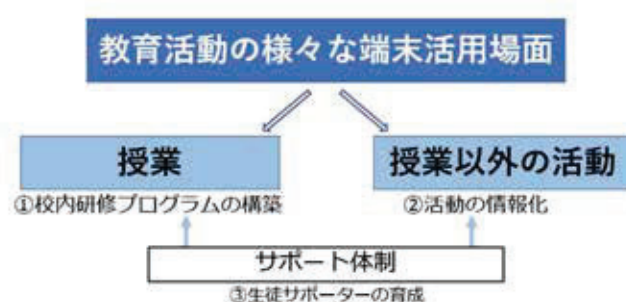 教育活動の様々な端末活用場面
授業
授業以外の活動
①校内研修プログラムの構築
②活動の情報化
サポート体制
③生徒サポーターの育成